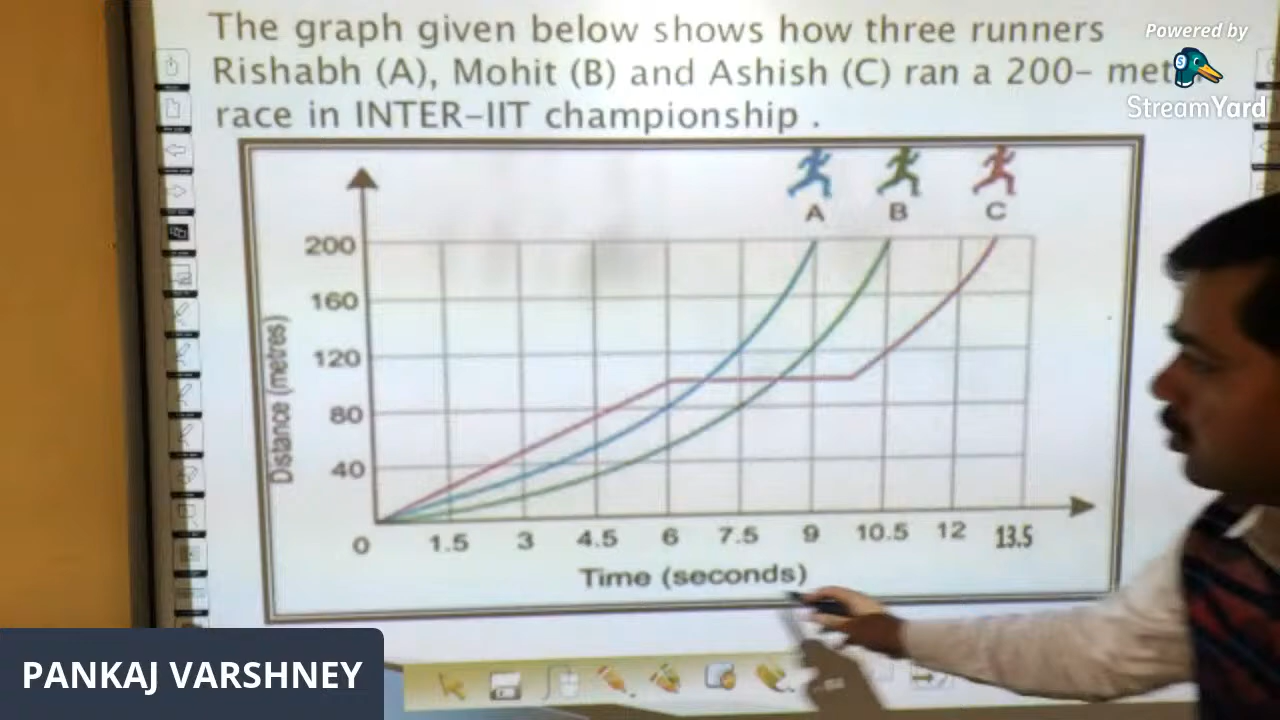 The graph given below shows how three runners
Powered by
Rishabh (A), Mohit (B) and Ashish (C) ran a 200- met
StreamYard
race in INTER-IIT championship .
A B C
200
160
120
80
40
Distance (metres)
0 1.5 3 4.5 6 7.5 9 10.5 12 13.5
Time (seconds)
PANKAJ VARSHNEY